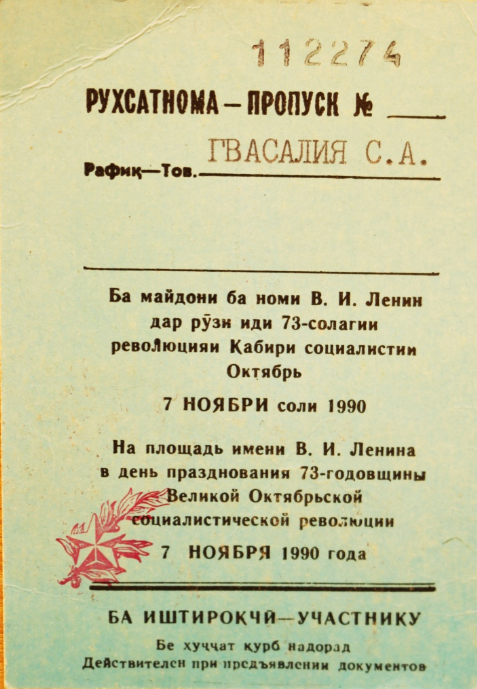 112274
РУХСАТНОМА — ПРОПУСК №
ГВАСАЛИЯ С.А.
Рафиқ—Тов.
Ба майдони ба номи В. И. Ленин
дар рӯзи иди 73-солагии
революцияи Кабири социалистии
Октябрь
7 НОЯБРИ соли 1990
На площадь имени В. И. Ленина
в день празднования 73-годовщины
Великой Октябрьской
социалистической революции
7 НОЯБРЯ 1990 года
БА ИШТИРОКЧӢ—УЧАСТНИКУ
Бе ҳуҷҷат қурб надорад
Действителен при предъявлении документов